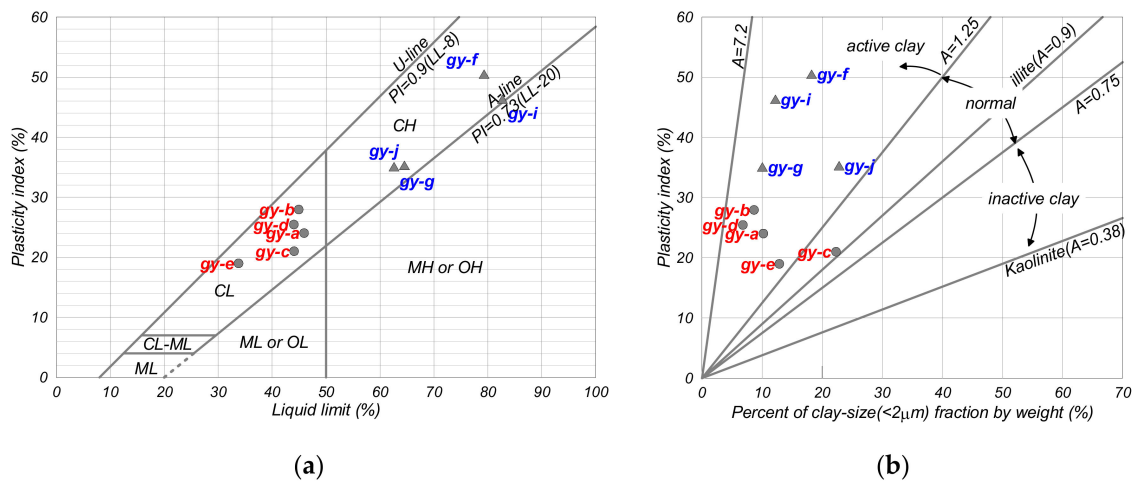 60
50
40
30
20
10
0
Plasticity index (%)
U-line
PI=0.9(LL-8)
gy-f
A-line
PI=0.73(LL-20)
gy-i
CH
gy-j
gy-g
gy-b
gy-d
gy-a
gy-c
gy-e
CL
MH or OH
CL-ML
ML or OL
ML
0 10 20 30 40 50 60 70 80 90 100
Liquid limit (%)
(a)
60
50
40
30
20
10
0
Plasticity index (%)
A=7.2
active clay
A=1.25
illite(A=0.9)
gy-f
gy-i
normal
A=0.75
gy-g
gy-j
inactive clay
gy-b
gy-d
gy-a
gy-c
gy-e
Kaolinite(A=0.38)
0 10 20 30 40 50 60 70
Percent of clay-size(<2μm) fraction by weight (%)
(b)